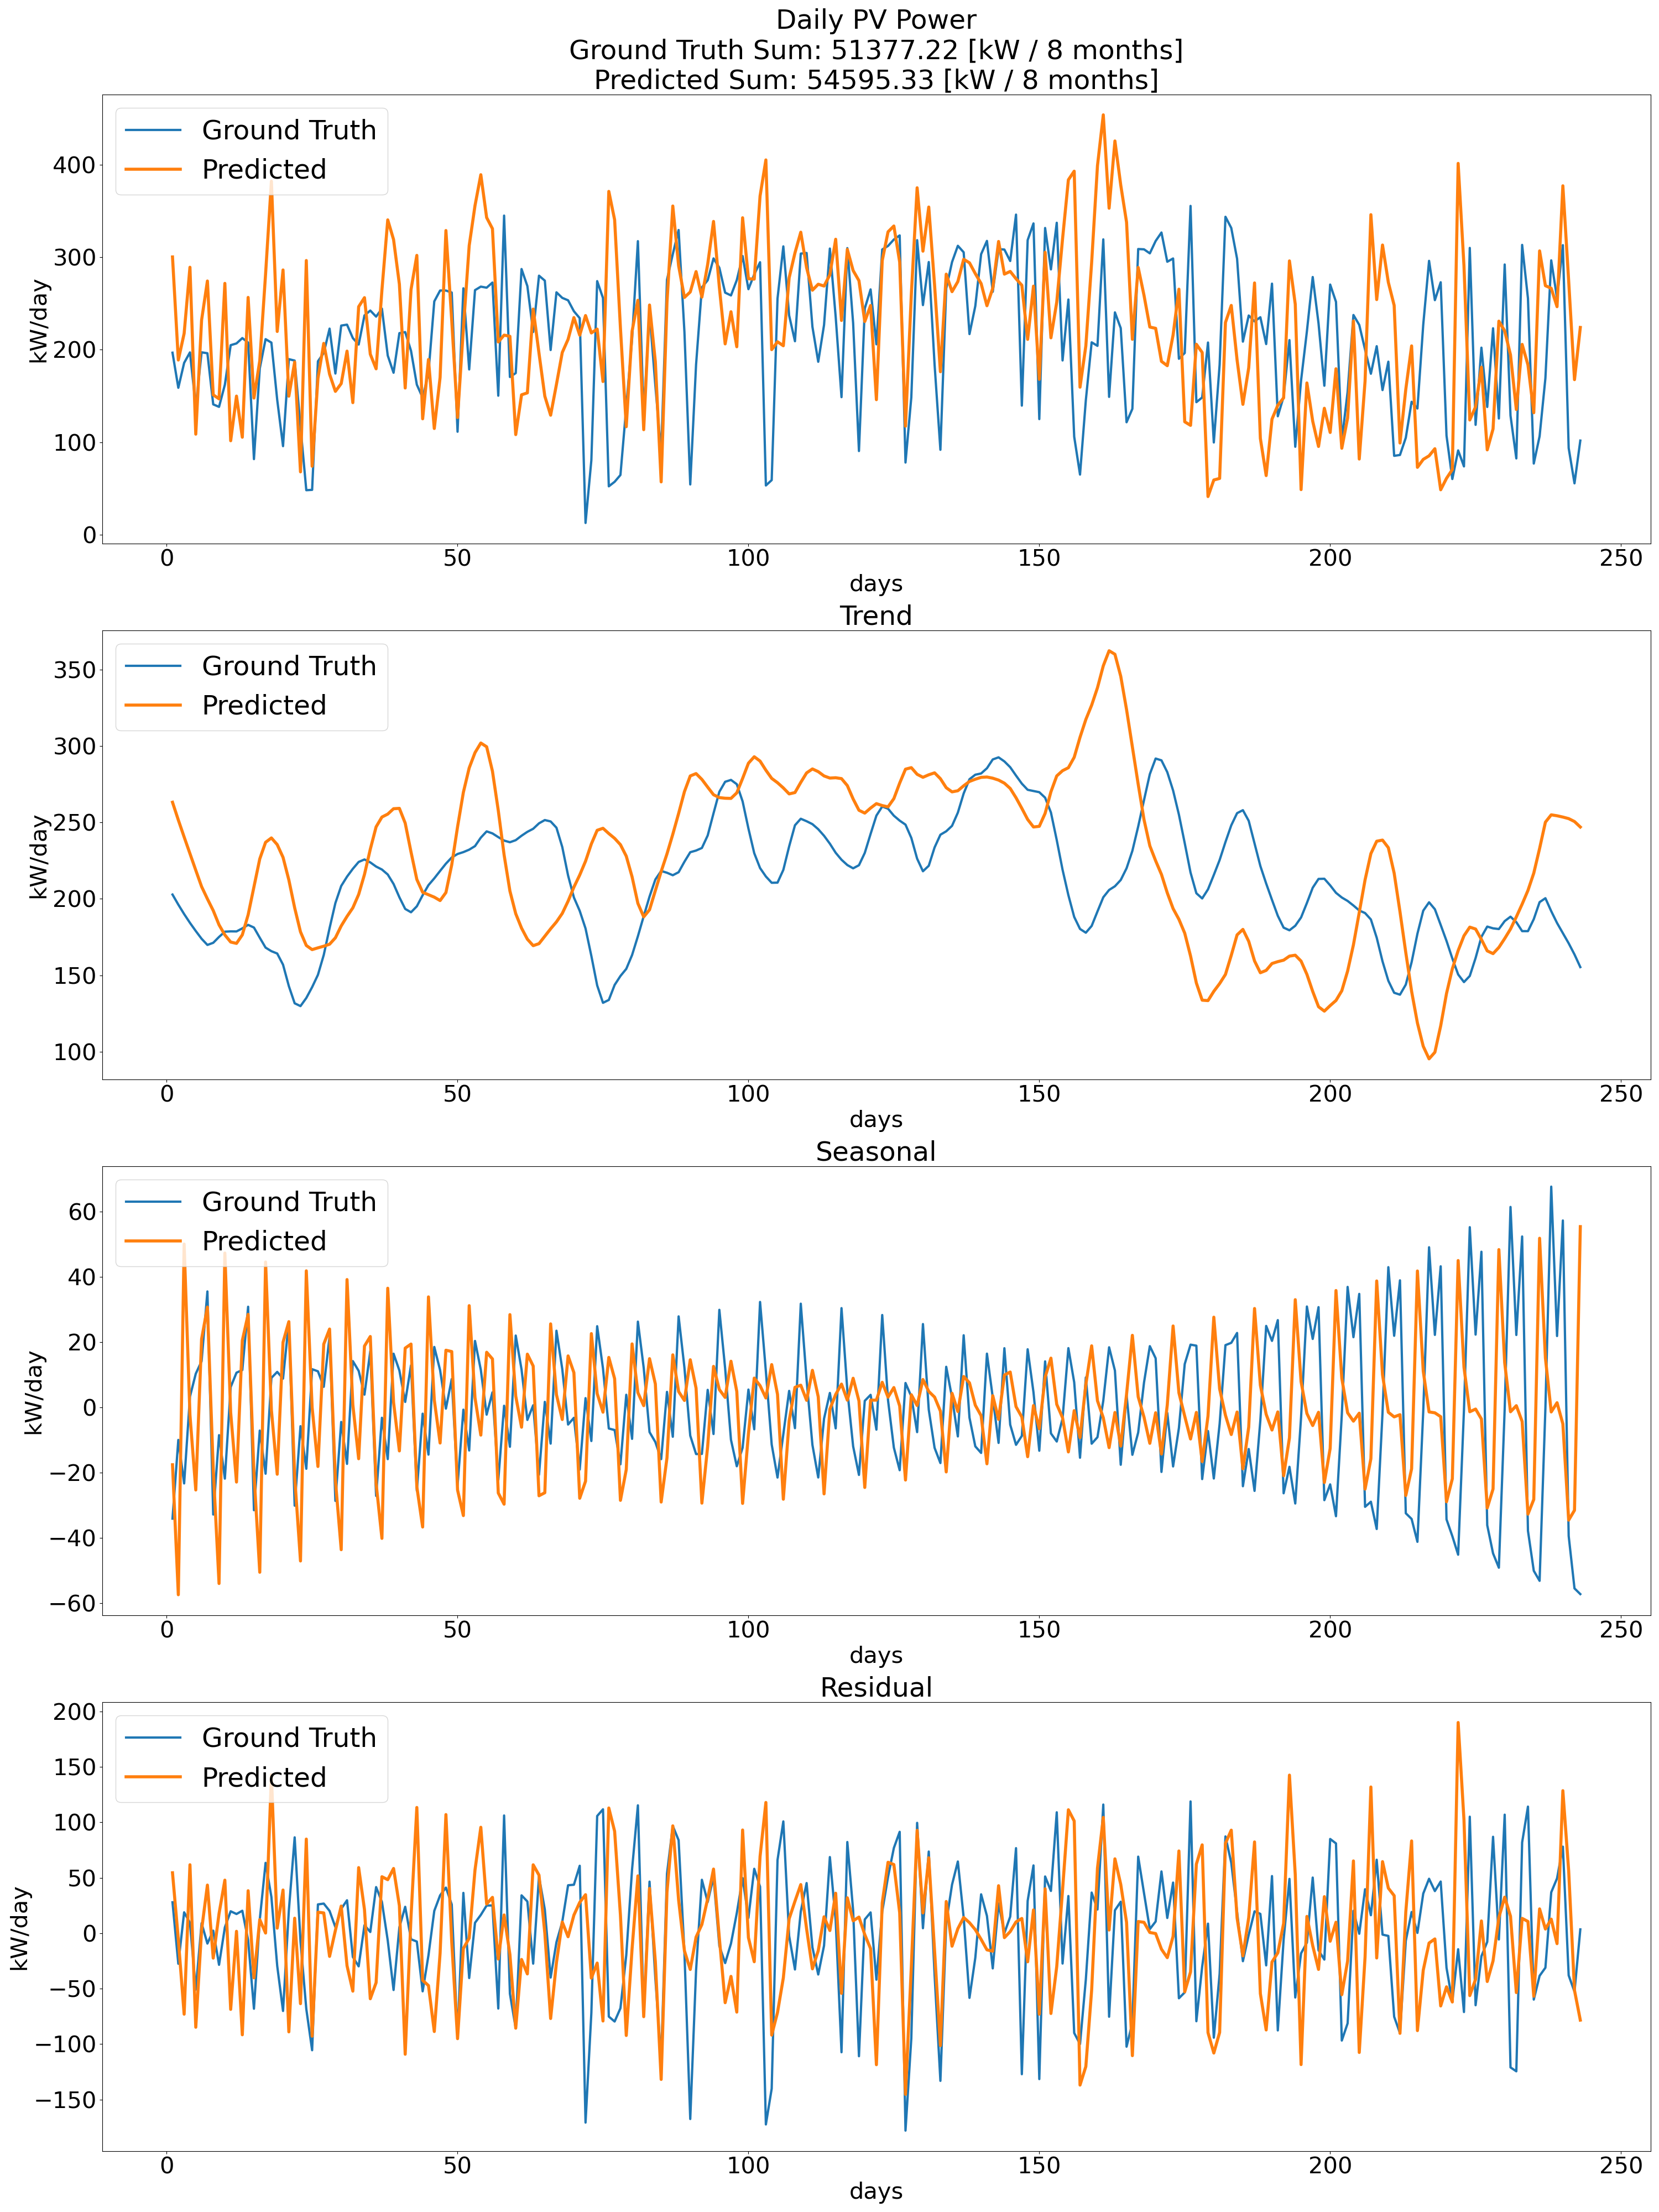 Daily PV Power
Ground Truth Sum: 51377.22 [kW / 8 months]
Predicted Sum: 54595.33 [kW / 8 months]
Ground Truth
Predicted
kW/day
400
300
200
100
0
0 50 100 150 200 250
days
Trend
Ground Truth
Predicted
kW/day
350
300
250
200
150
100
0 50 100 150 200 250
days
Seasonal
Ground Truth
Predicted
kW/day
60
40
20
0
−20
−40
−60
0 50 100 150 200 250
days
Residual
Ground Truth
Predicted
kW/day
200
150
100
50
0
−50
−100
−150
0 50 100 150 200 250
days